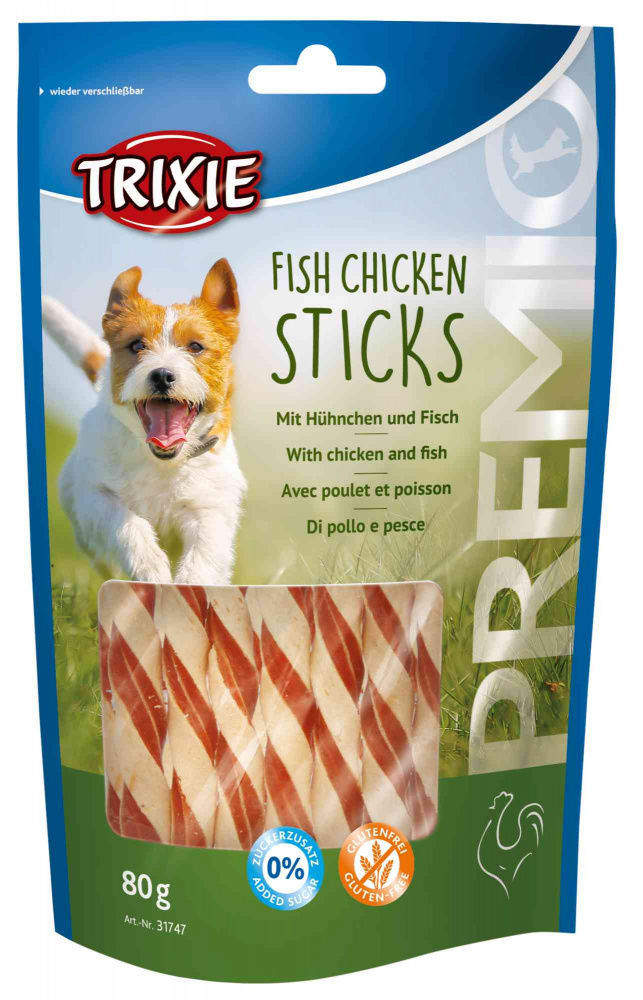 wieder verschließbar
TRIXIE
PREMIO
FISH CHICKEN
STICKS
Mit Hühnchen und Fisch
With chicken and fish
Avec poulet et poisson
Di pollo e pesce
ZUCKERZUSATZ
0%
ADDED SUGAR
GLUTENFREI
GLUTEN-FREE
80g
Art.-Nr. 31747